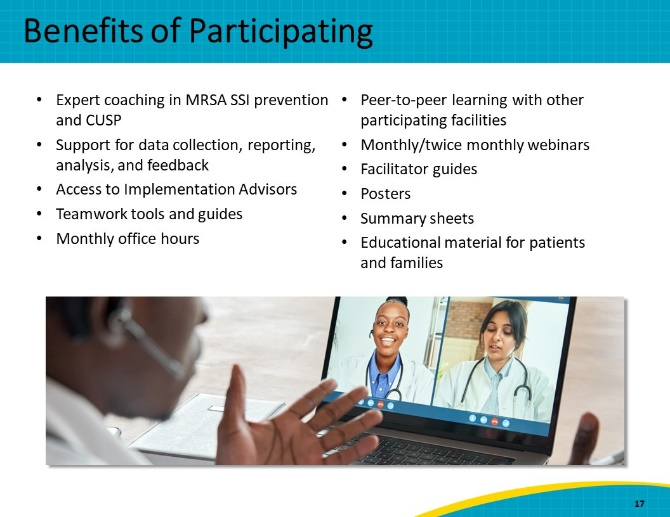 Benefits of Participating
• Expert coaching in MRSA SSI prevention
and CUSP
• Support for data collection, reporting,
analysis, and feedback
• Access to Implementation Advisors
• Teamwork tools and guides
• Monthly office hours
• Peer-to-peer learning with other
participating facilities
• Monthly/twice monthly webinars
• Facilitator guides
• Posters
• Summary sheets
• Educational material for patients
and families
17